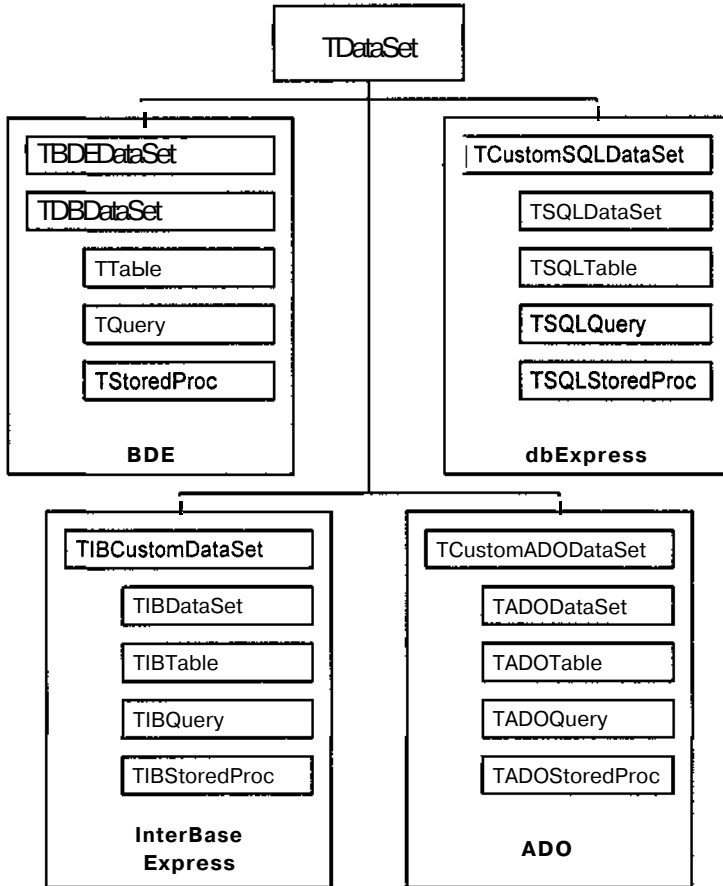 TDataSet
TBDEDataSet
TDBDataSet
TTaЫe
TQuery
TStoredProc
BDE
TCustomSQLDataSet
TSQLDataSet
TSQLTable
TSQLQuery
TSQLStoredProc
dbExpress
TIBCustomDataSet
TIBDataSet
TIBTable
TIBQuery
TIBStoredProc
InterBase
Express
TCustomADODataSet
TADODataSet
TADOTable
TADOQuery
TADOStoredProc
ADO